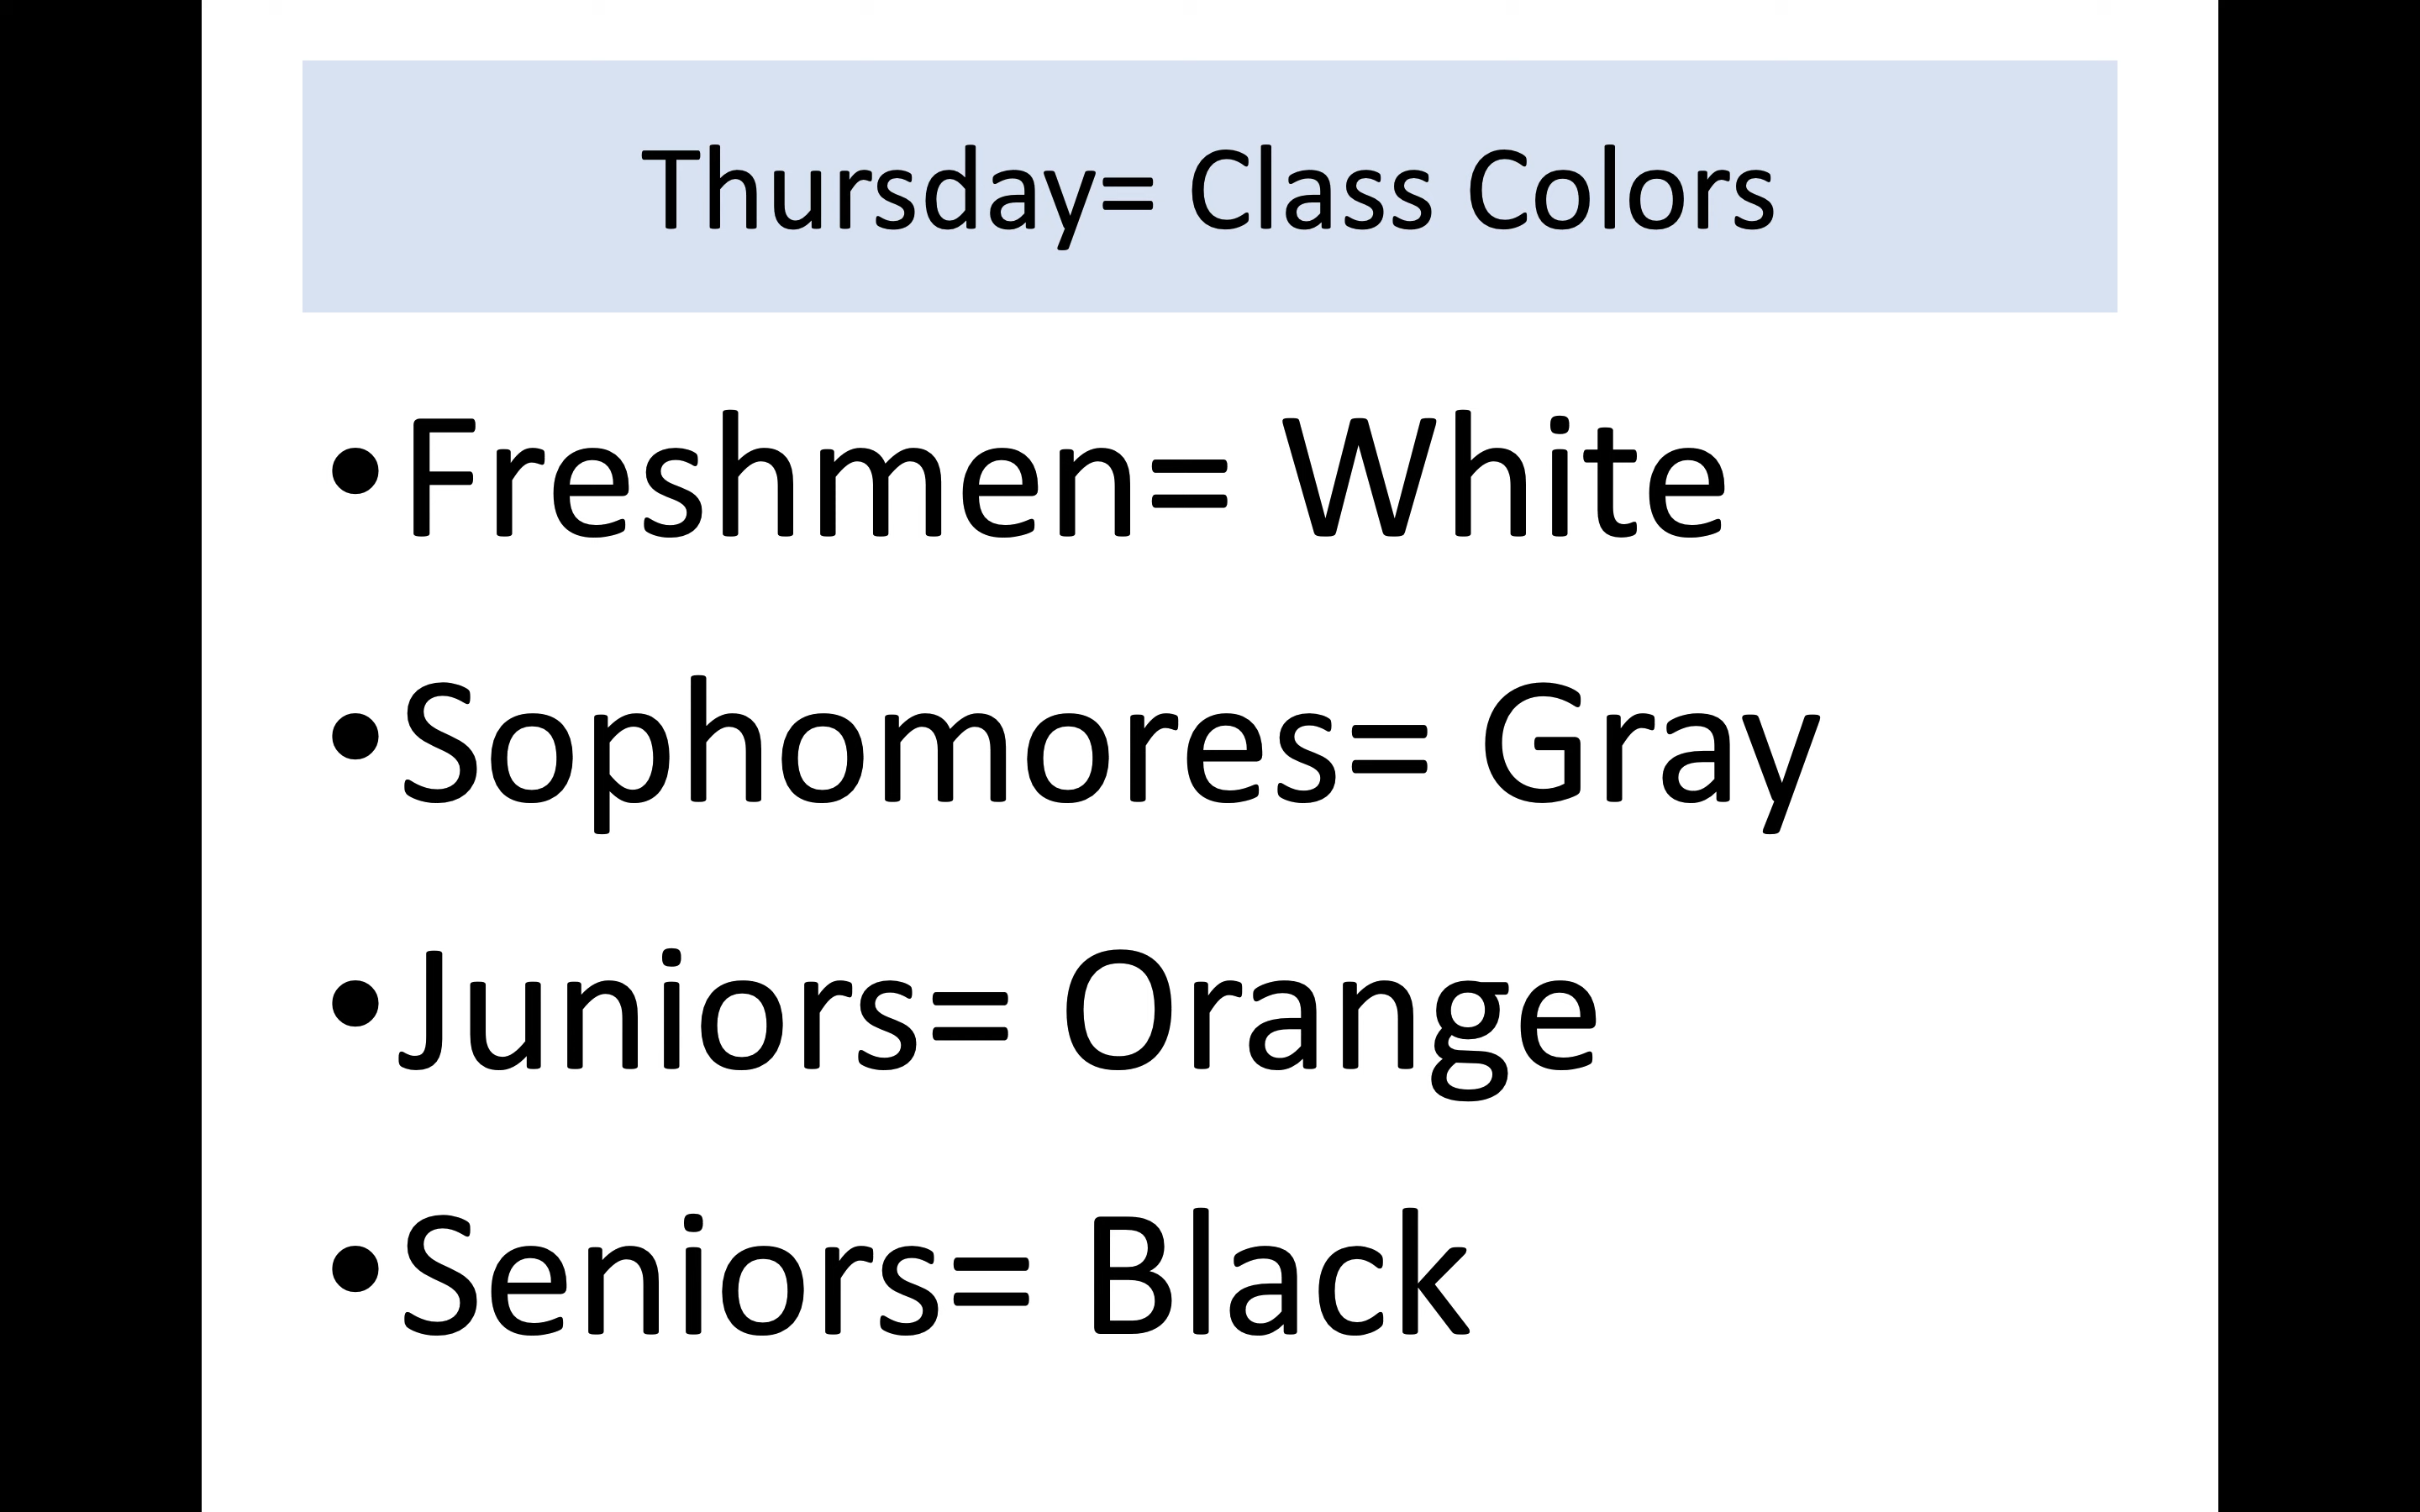 Thursday= Class Colors
•Freshmen= White
•Sophomores= Gray
•Juniors= Orange
•Seniors= Black